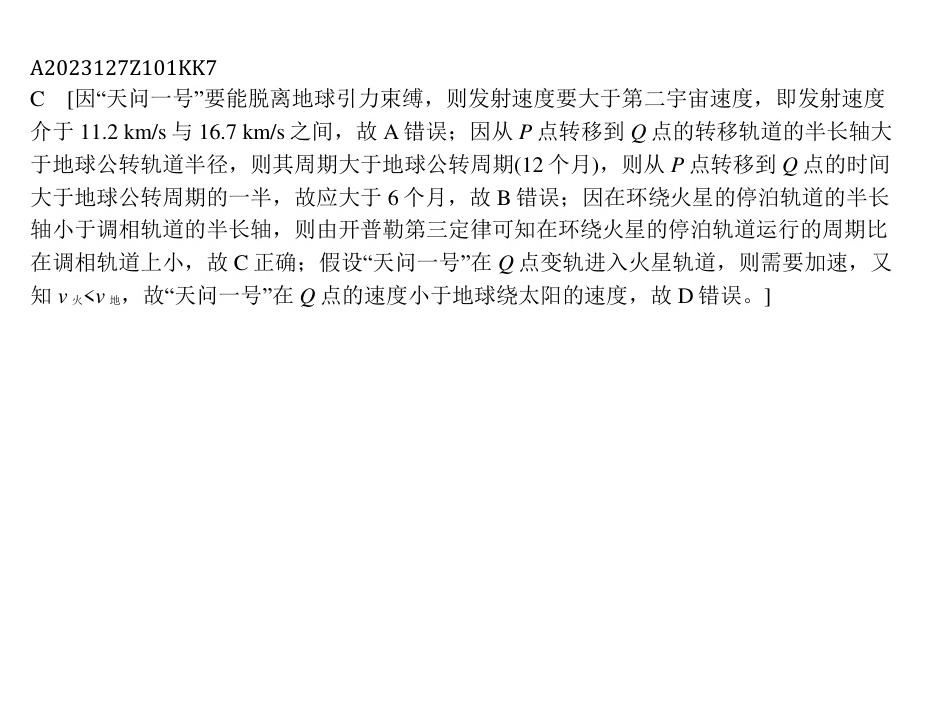 A2023127Z101KK7
C [因“天问一号”要能脱离地球引力束缚，则发射速度要大于第二宇宙速度，即发射速度
介于 11.2 km/s 与 16.7 km/s 之间，故 A 错误；因从 P 点转移到 Q 点的转移轨道的半长轴大
于地球公转轨道半径，则其周期大于地球公转周期(12 个月)，则从 P 点转移到 Q 点的时间
大于地球公转周期的一半，故应大于 6 个月，故 B 错误；因在环绕火星的停泊轨道的半长
轴小于调相轨道的半长轴，则由开普勒第三定律可知在环绕火星的停泊轨道运行的周期比
在调相轨道上小，故 C 正确；假设“天问一号”在 Q 点变轨进入火星轨道，则需要加速，又
知 v火<v地，故“天问一号”在 Q 点的速度小于地球绕太阳的速度，故 D 错误。]